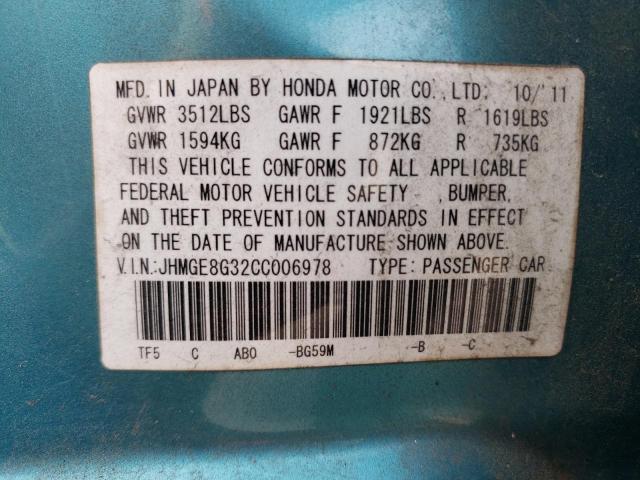 MFD. IN JAPAN BY HONDA MOTOR CO., LTD. 10/'11
GVWR 3512LBS GAWR F 1921LBS R 1619LBS
GVWR 1594KG GAWR F 872KG R 735KG
THIS VEHICLE CONFORMS TO ALL APPLICABLE
FEDERAL MOTOR VEHICLE SAFETY , BUMPER,
AND THEFT PREVENTION STANDARDS IN EFFECT
ON THE DATE OF MANUFACTURE SHOWN ABOVE.
V.I.N.:JHMGE8G32CC006978 TYPE: PASSENGER CAR
TF5 C ABO -BG59M -B -C